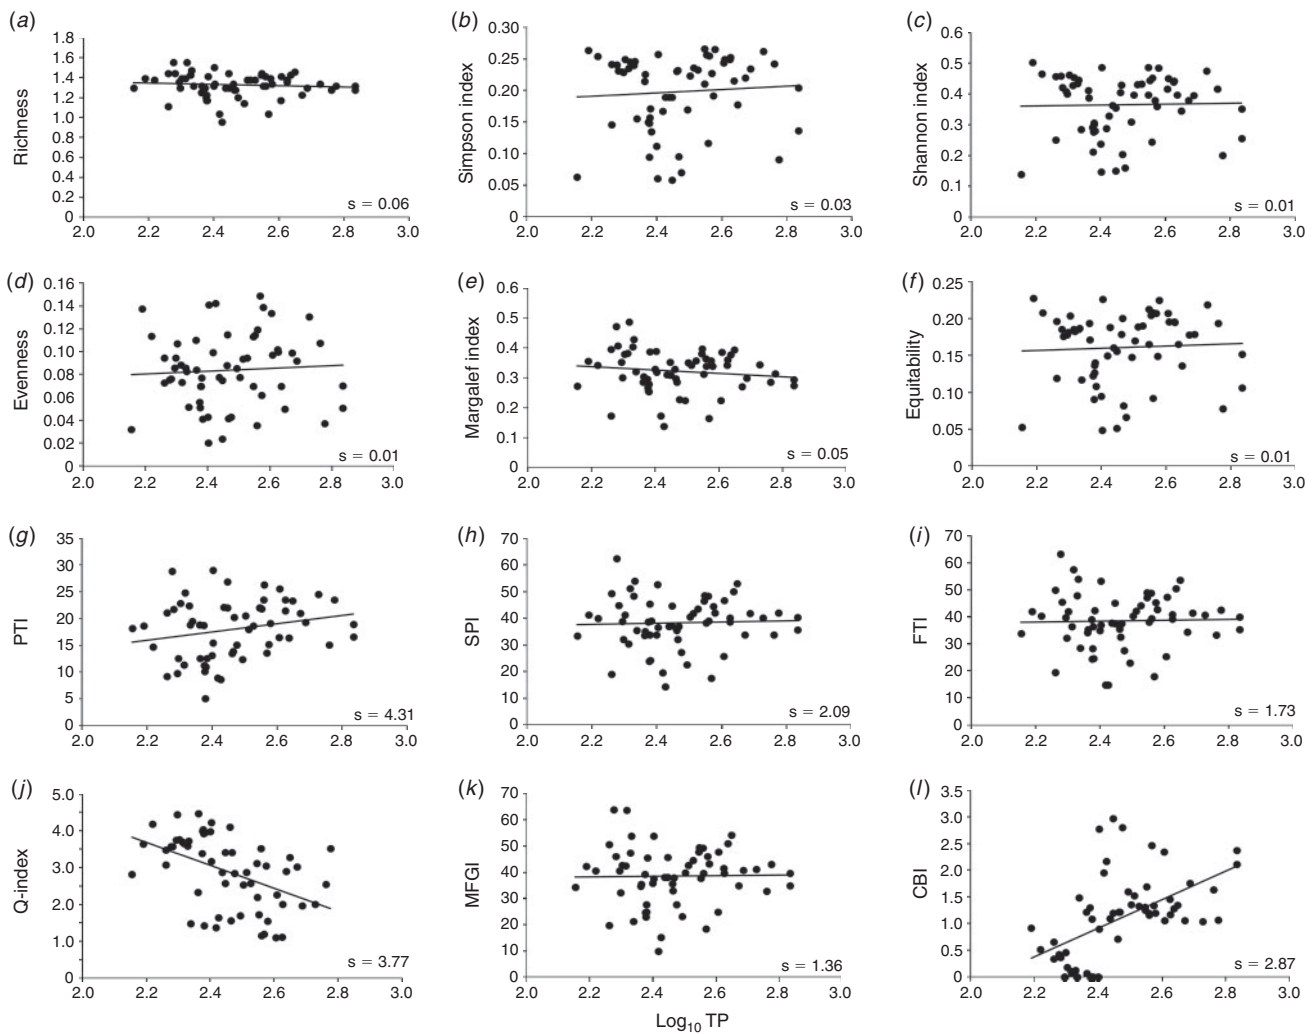 (a)
Richness
1.8
1.6
1.4
1.2
1.0
0.8
0.6
0.4
0.2
0
2.0 2.2 2.4 2.6 2.8 3.0
s = 0.06
(b)
Simpson index
0.30
0.25
0.20
0.15
0.10
0.05
0
2.0 2.2 2.4 2.6 2.8 3.0
s = 0.03
(c)
Shannon index
0.6
0.5
0.4
0.3
0.2
0.1
0
2.0 2.2 2.4 2.6 2.8 3.0
s = 0.01
(d)
Evenness
0.16
0.14
0.12
0.10
0.08
0.06
0.04
0.02
0
2.0 2.2 2.4 2.6 2.8 3.0
s = 0.01
(e)
Margalef index
0.6
0.5
0.4
0.3
0.2
0.1
0
2.0 2.2 2.4 2.6 2.8 3.0
s = 0.05
(f)
Equitability
0.25
0.20
0.15
0.10
0.05
0
2.0 2.2 2.4 2.6 2.8 3.0
s = 0.01
(g)
PTI
35
30
25
20
15
10
5
0
2.0 2.2 2.4 2.6 2.8 3.0
s = 4.31
(h)
SPI
70
60
50
40
30
20
10
0
2.0 2.2 2.4 2.6 2.8 3.0
s = 2.09
(i)
FTI
70
60
50
40
30
20
10
0
2.0 2.2 2.4 2.6 2.8 3.0
s = 1.73
(j)
Q-index
5.0
4.0
3.0
2.0
1.0
0
2.0 2.2 2.4 2.6 2.8 3.0
s = 3.77
(k)
MFGI
70
60
50
40
30
20
10
0
2.0 2.2 2.4 2.6 2.8 3.0
s = 1.36
(l)
CBI
3.5
3.0
2.5
2.0
1.5
1.0
0.5
0
2.0 2.2 2.4 2.6 2.8 3.0
s = 2.87
Log₁₀ TP